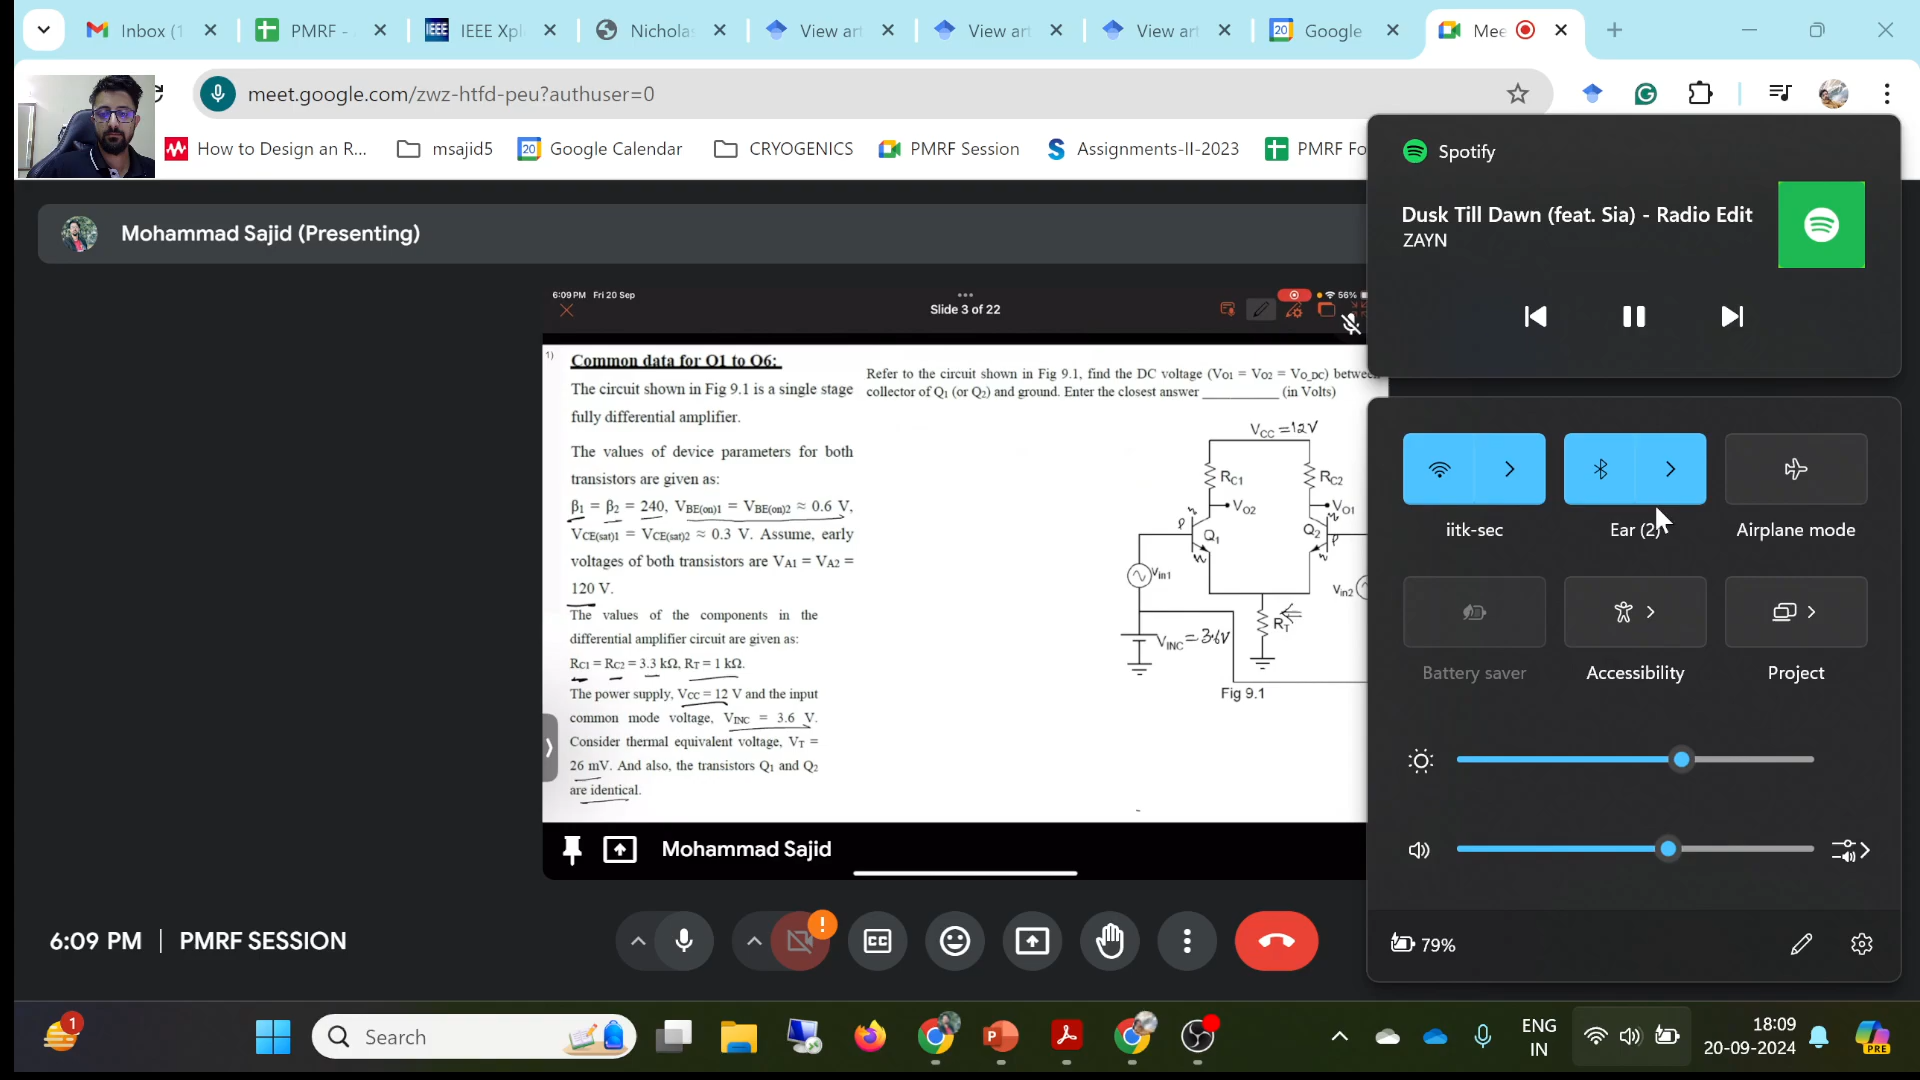 Inbox (1
PMRF -
IEEE Xpl
Nichola
View art
View art
View art
20
Google
Mee
meet.google.com/zwz-htfd-peu?authuser=0
How to Design an R...
msajid5
20
Google Calendar
CRYOGENICS
PMRF Session
Assignments-II-2023
PMRF Fo
Mohammad Sajid (Presenting)
Spotify
Dusk Till Dawn (feat. Sia) - Radio Edit
ZAYN
6:09 PM Fri 20 Sep
56%
Slide 3 of 22
1)
Common data for Q1 to Q6:
The circuit shown in Fig 9.1 is a single stage
fully differential amplifier.
The values of device parameters for both
transistors are given as:
β1 = β2 = 240, VBE(on)1 = VBE(on)2 ≈ 0.6 V,
VCE(sat)1 = VCE(sat)2 ≈ 0.3 V. Assume, early
voltages of both transistors are VA1 = VA2 =
120 V.
The values of the components in the
differential amplifier circuit are given as:
RC1 = RC2 = 3.3 kΩ, RT = 1 kΩ.
The power supply, VCC = 12 V and the input
common mode voltage, VINC = 3.6 V.
Consider thermal equivalent voltage, VT =
26 mV. And also, the transistors Q1 and Q2
are identical.
Refer to the circuit shown in Fig 9.1, find the DC voltage (VO1 = VO2 = VO_DC) betwe
collector of Q1 (or Q2) and ground. Enter the closest answer __________ (in Volts)
VCC =12V
RC1
RC2
VO2
VO1
n
P
Q1
n
n
Q2
P
n
Vin1
Vin2
RT
VINC =3.6V
Fig 9.1
Mohammad Sajid
iitk-sec
Ear (2)
Airplane mode
Battery saver
Accessibility
Project
79%
6:09 PM | PMRF SESSION
CC
1
Search
ENG
IN
18:09
20-09-2024
PRE